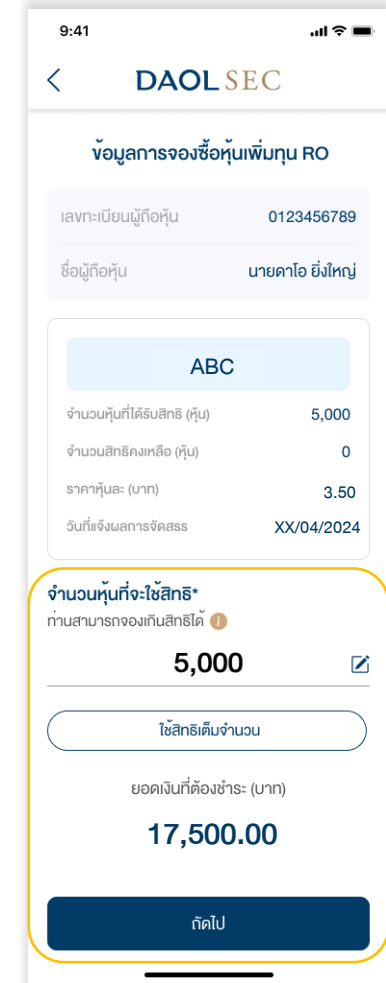 9:41
DAOL SEC
ข้อมูลการจองซื้อหุ้นเพิ่มทุน RO
เลขทะเบียนผู้ถือหุ้น 0123456789
ชื่อผู้ถือหุ้น นายดาโอ ยิ่งใหญ่
ABC
จำนวนหุ้นที่ได้รับสิทธิ (หุ้น) 5,000
จำนวนสิทธิคงเหลือ (หุ้น) 0
ราคาหุ้นละ (บาท) 3.50
วันที่แจ้งผลการจัดสรร XX/04/2024
จำนวนหุ้นที่จะใช้สิทธิ*
ท่านสามารถจองเกินสิทธิได้ i
5,000
ใช้สิทธิเต็มจำนวน
ยอดเงินที่ต้องชำระ (บาท)
17,500.00
ถัดไป